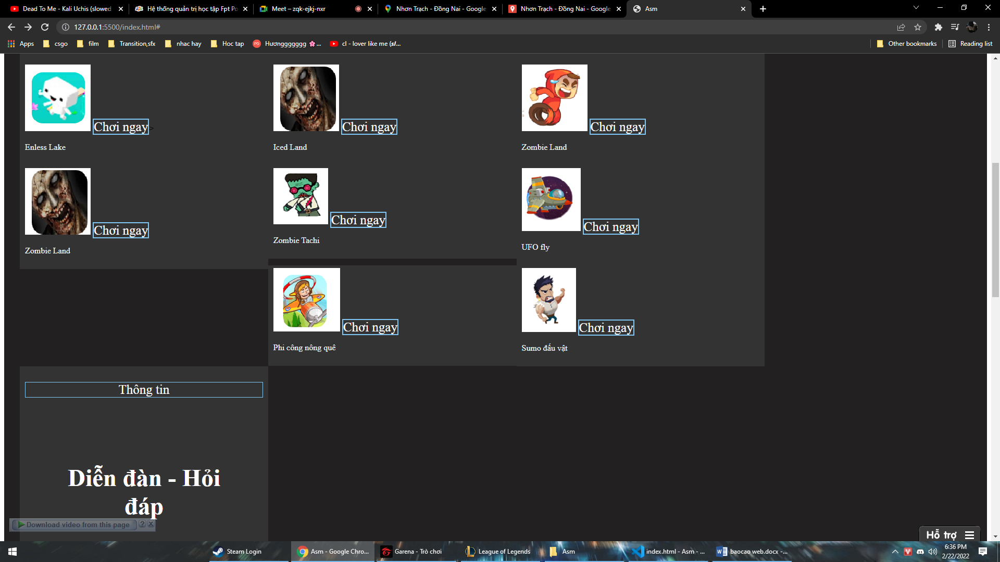 Dead To Me - Kali Uchis (slowed
Hệ thống quản trị học tập Fpt Po
Meet – zqk-ejkj-nxr
Nhơn Trạch - Đồng Nai - Google
Nhơn Trạch - Đồng Nai - Google
Asm
127.0.0.1:5500/index.html#
Apps
csgo
film
Transition,sfx
nhac hay
Hoc tap
Hươnggggggg 🌸 ...
cl - lover like me (sl...
Other bookmarks
Reading list
Chơi ngay>
Chơi ngay
Chơi ngay
Enless Lake
Iced Land
Zombie Land
Chơi ngay
Chơi ngay
Chơi ngay
Zombie Land
Zombie Tachi
UFO fly
Chơi ngay
Chơi ngay
Phi công nông quê
Sumo đấu vật
Thông tin
Diễn đàn - Hỏi
đáp
Download video from this page
Hỗ trợ
Steam Login
Asm - Google Chro...
Garena - Trò chơi
League of Legends
Asm
index.html - Asm - ...
baocao web.docx -...
6:36 PM
2/22/2022